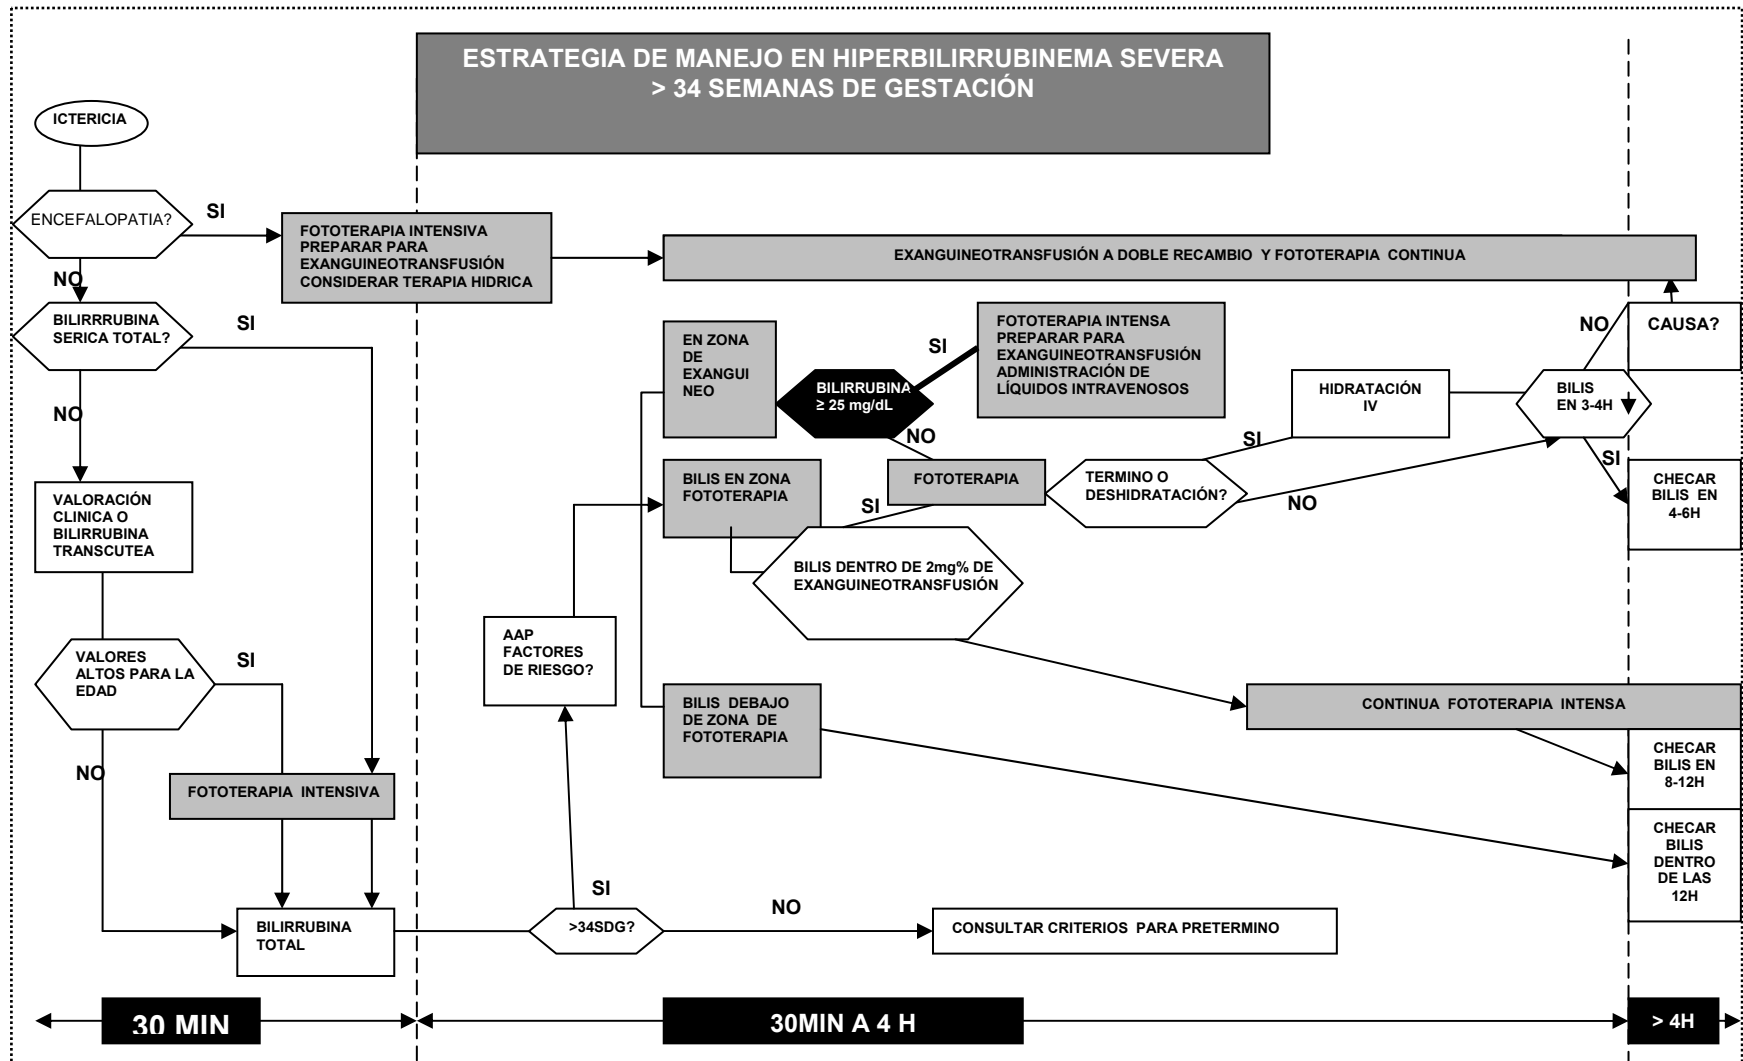 ESTRATEGIA DE MANEJO EN HIPERBILIRRUBINEMA SEVERA
> 34 SEMANAS DE GESTACIÓN
ICTERICIA
ENCEFALOPATIA?
SI
NO
FOTOTERAPIA INTENSIVA
PREPARAR PARA
EXANGUINEOTRANSFUSIÓN
CONSIDERAR TERAPIA HIDRICA
EXANGUINEOTRANSFUSIÓN A DOBLE RECAMBIO Y FOTOTERAPIA CONTINUA
BILIRRRUBINA
SERICA TOTAL?
SI
NO
VALORACIÓN
CLINICA O
BILIRRUBINA
TRANSCUTEA
VALORES
ALTOS PARA LA
EDAD
SI
NO
FOTOTERAPIA INTENSIVA
BILIRRUBINA
TOTAL
>34SDG?
SI
NO
CONSULTAR CRITERIOS PARA PRETERMINO
AAP
FACTORES
DE RIESGO?
EN ZONA
DE
EXANGUI
NEO
BILIRRUBINA
≥ 25 mg/dL
SI
NO
FOTOTERAPIA INTENSA
PREPARAR PARA
EXANGUINEOTRANSFUSIÓN
ADMINISTRACIÓN DE
LÍQUIDOS INTRAVENOSOS
BILIS EN ZONA
FOTOTERAPIA
FOTOTERAPIA
SI
BILIS DENTRO DE 2mg% DE
EXANGUINEOTRANSFUSIÓN
TERMINO O
DESHIDRATACIÓN?
SI
NO
HIDRATACIÓN
IV
BILIS
EN 3-4H
NO
SI
CAUSA?
CHECAR
BILIS EN
4-6H
BILIS DEBAJO
DE ZONA DE
FOTOTERAPIA
CONTINUA FOTOTERAPIA INTENSA
CHECAR
BILIS EN
8-12H
CHECAR
BILIS
DENTRO
DE LAS
12H
30 MIN
30MIN A 4 H
> 4H